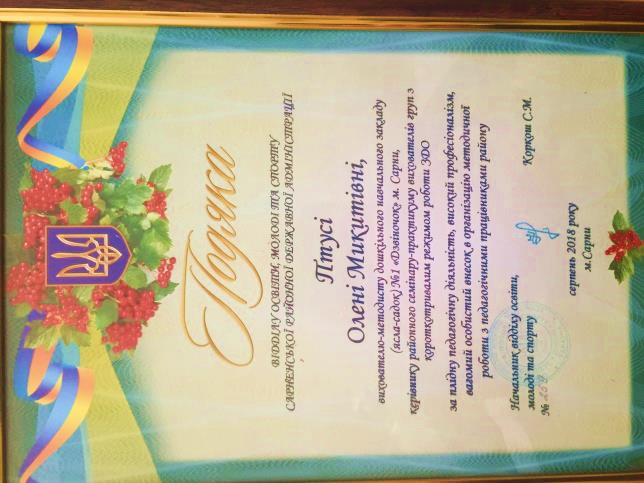 Подяка
ВІДДІЛУ ОСВІТИ, МОЛОДІ ТА СПОРТУ
САРНЕНСЬКОЇ РАЙОННОЇ ДЕРЖАВНОЇ АДМІНІСТРАЦІЇ
Птусі
Олені Микитівні,
вихователю-методисту дошкільного навчального закладу
(ясла-садок) №1 «Дзвіночок», м. Сарни,
керівнику районного семінару-практикуму вихователів груп з
короткотривалим режимом роботи ЗДО
за плідну педагогічну діяльність, високий професіоналізм,
вагомий особистий внесок в організацію методичної
роботи з педагогічними працівниками району
Начальник відділу освіти,
молоді та спорту Коркош С.М.
№
серпень 2018 року
м.Сарни